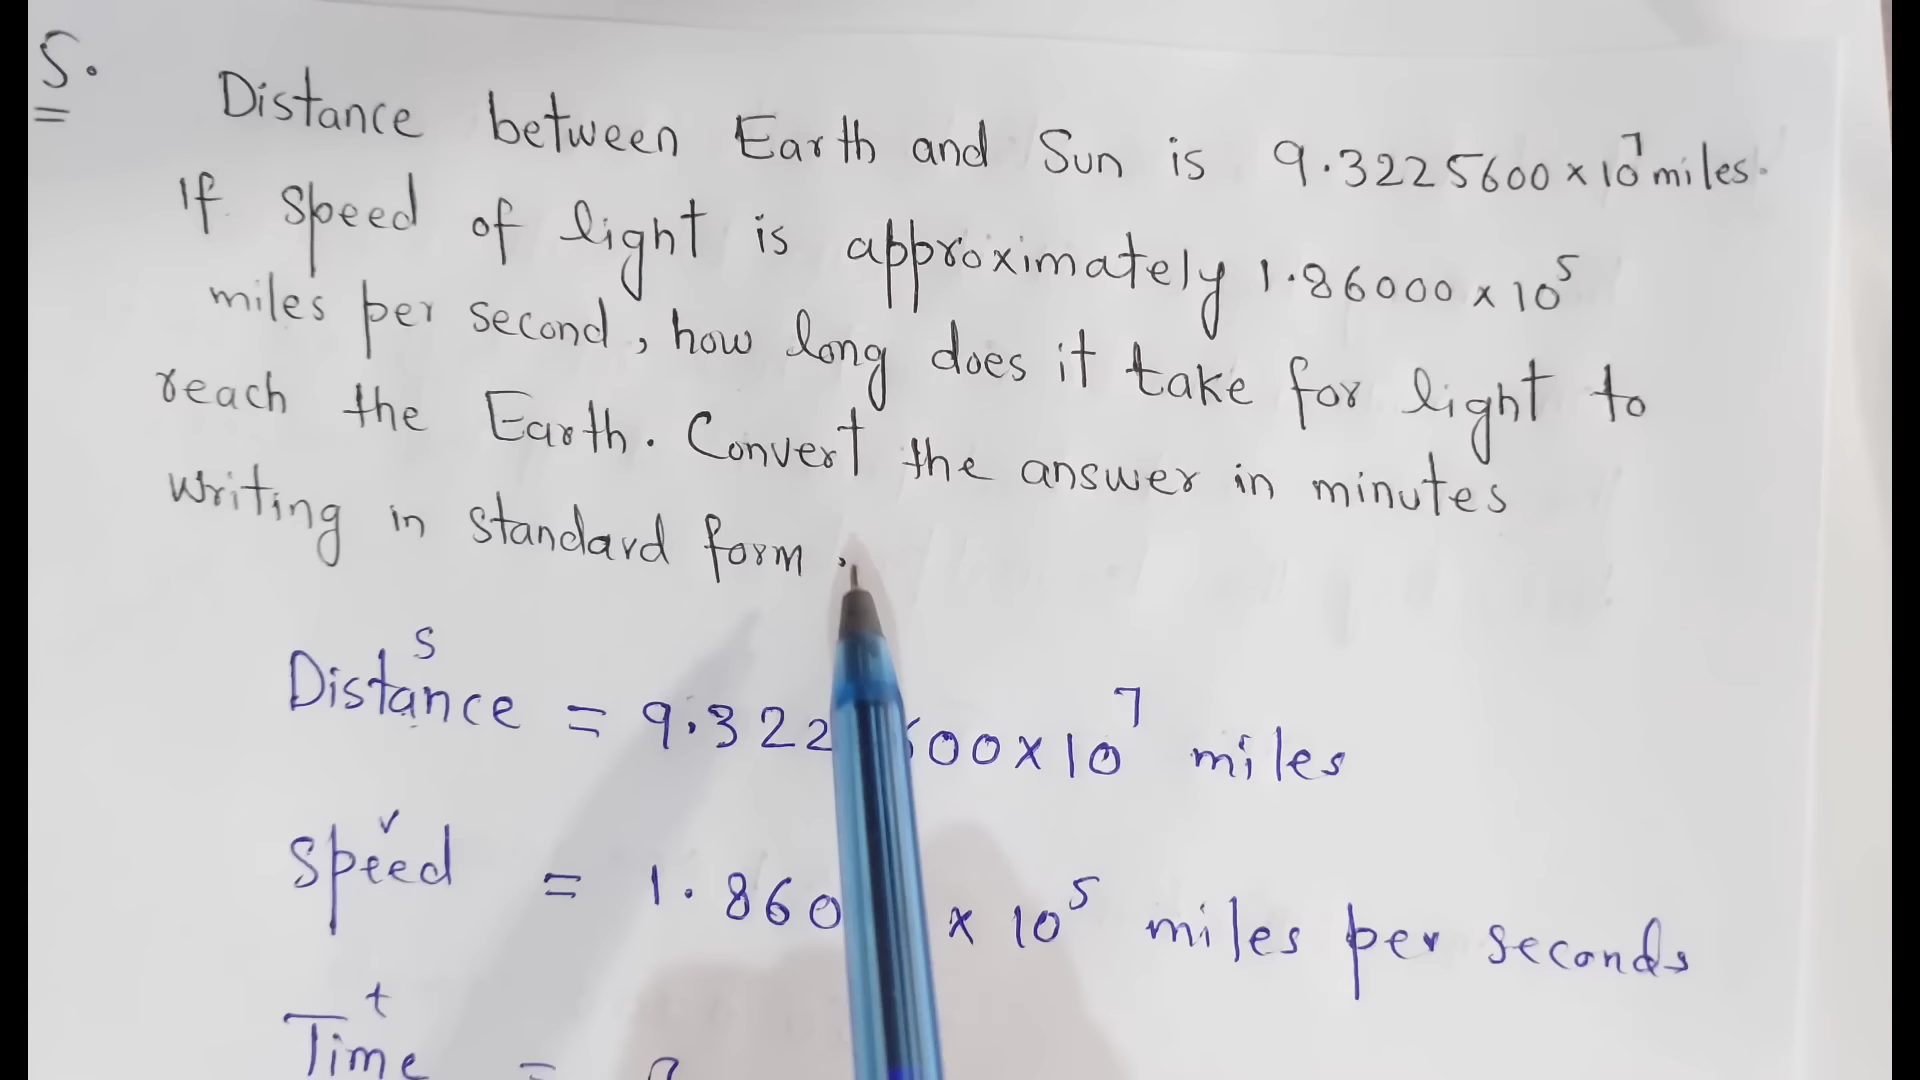 5.
Distance between Earth and Sun is 9.3225600 × 10⁷ miles.
If speed of light is approximately 1.86000 × 10⁵
miles per second, how long does it take for light to
reach the Earth. Convert the answer in minutes
writing in standard form.
s
Distance = 9.322 600 × 10⁷ miles
v
Speed = 1.860 × 10⁵ miles per seconds
t
Time =